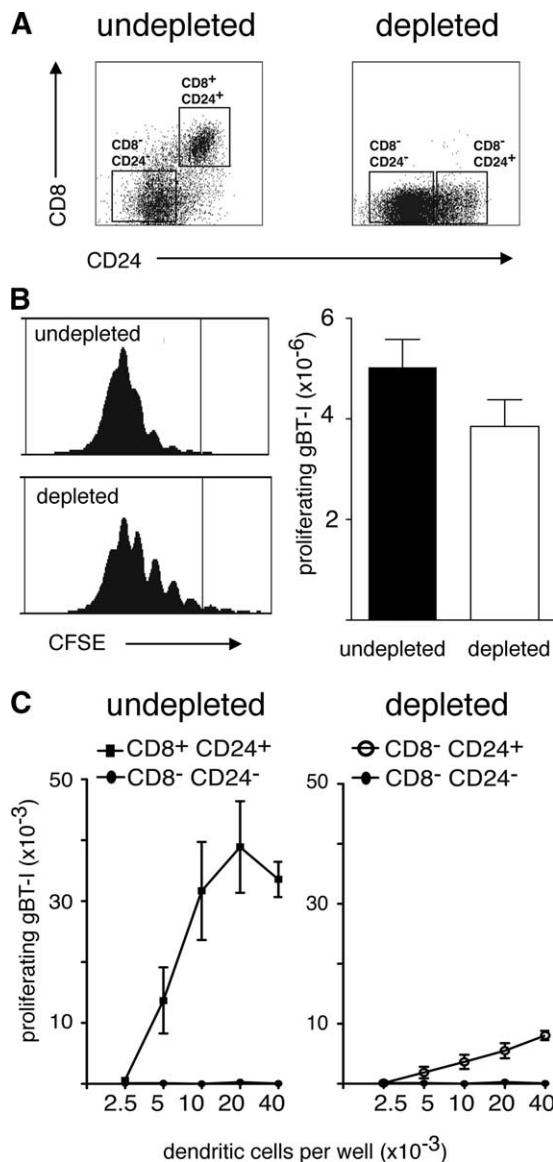 A
undepleted
depleted
CD8⁺
CD24⁺
CD8⁻
CD24⁻
CD8⁻
CD24⁻
CD8⁻
CD24⁺
CD8
CD24
B
undepleted
depleted
CFSE
proliferating gBT-I (x10⁻⁶)
6
4
2
undepleted
depleted
C
undepleted
depleted
CD8+ CD24+
CD8- CD24-
CD8- CD24+
CD8- CD24-
proliferating gBT-I (x10⁻³)
50
30
10
50
30
10
2.5 5 10 20 40
2.5 5 10 20 40
dendritic cells per well (x10⁻³)